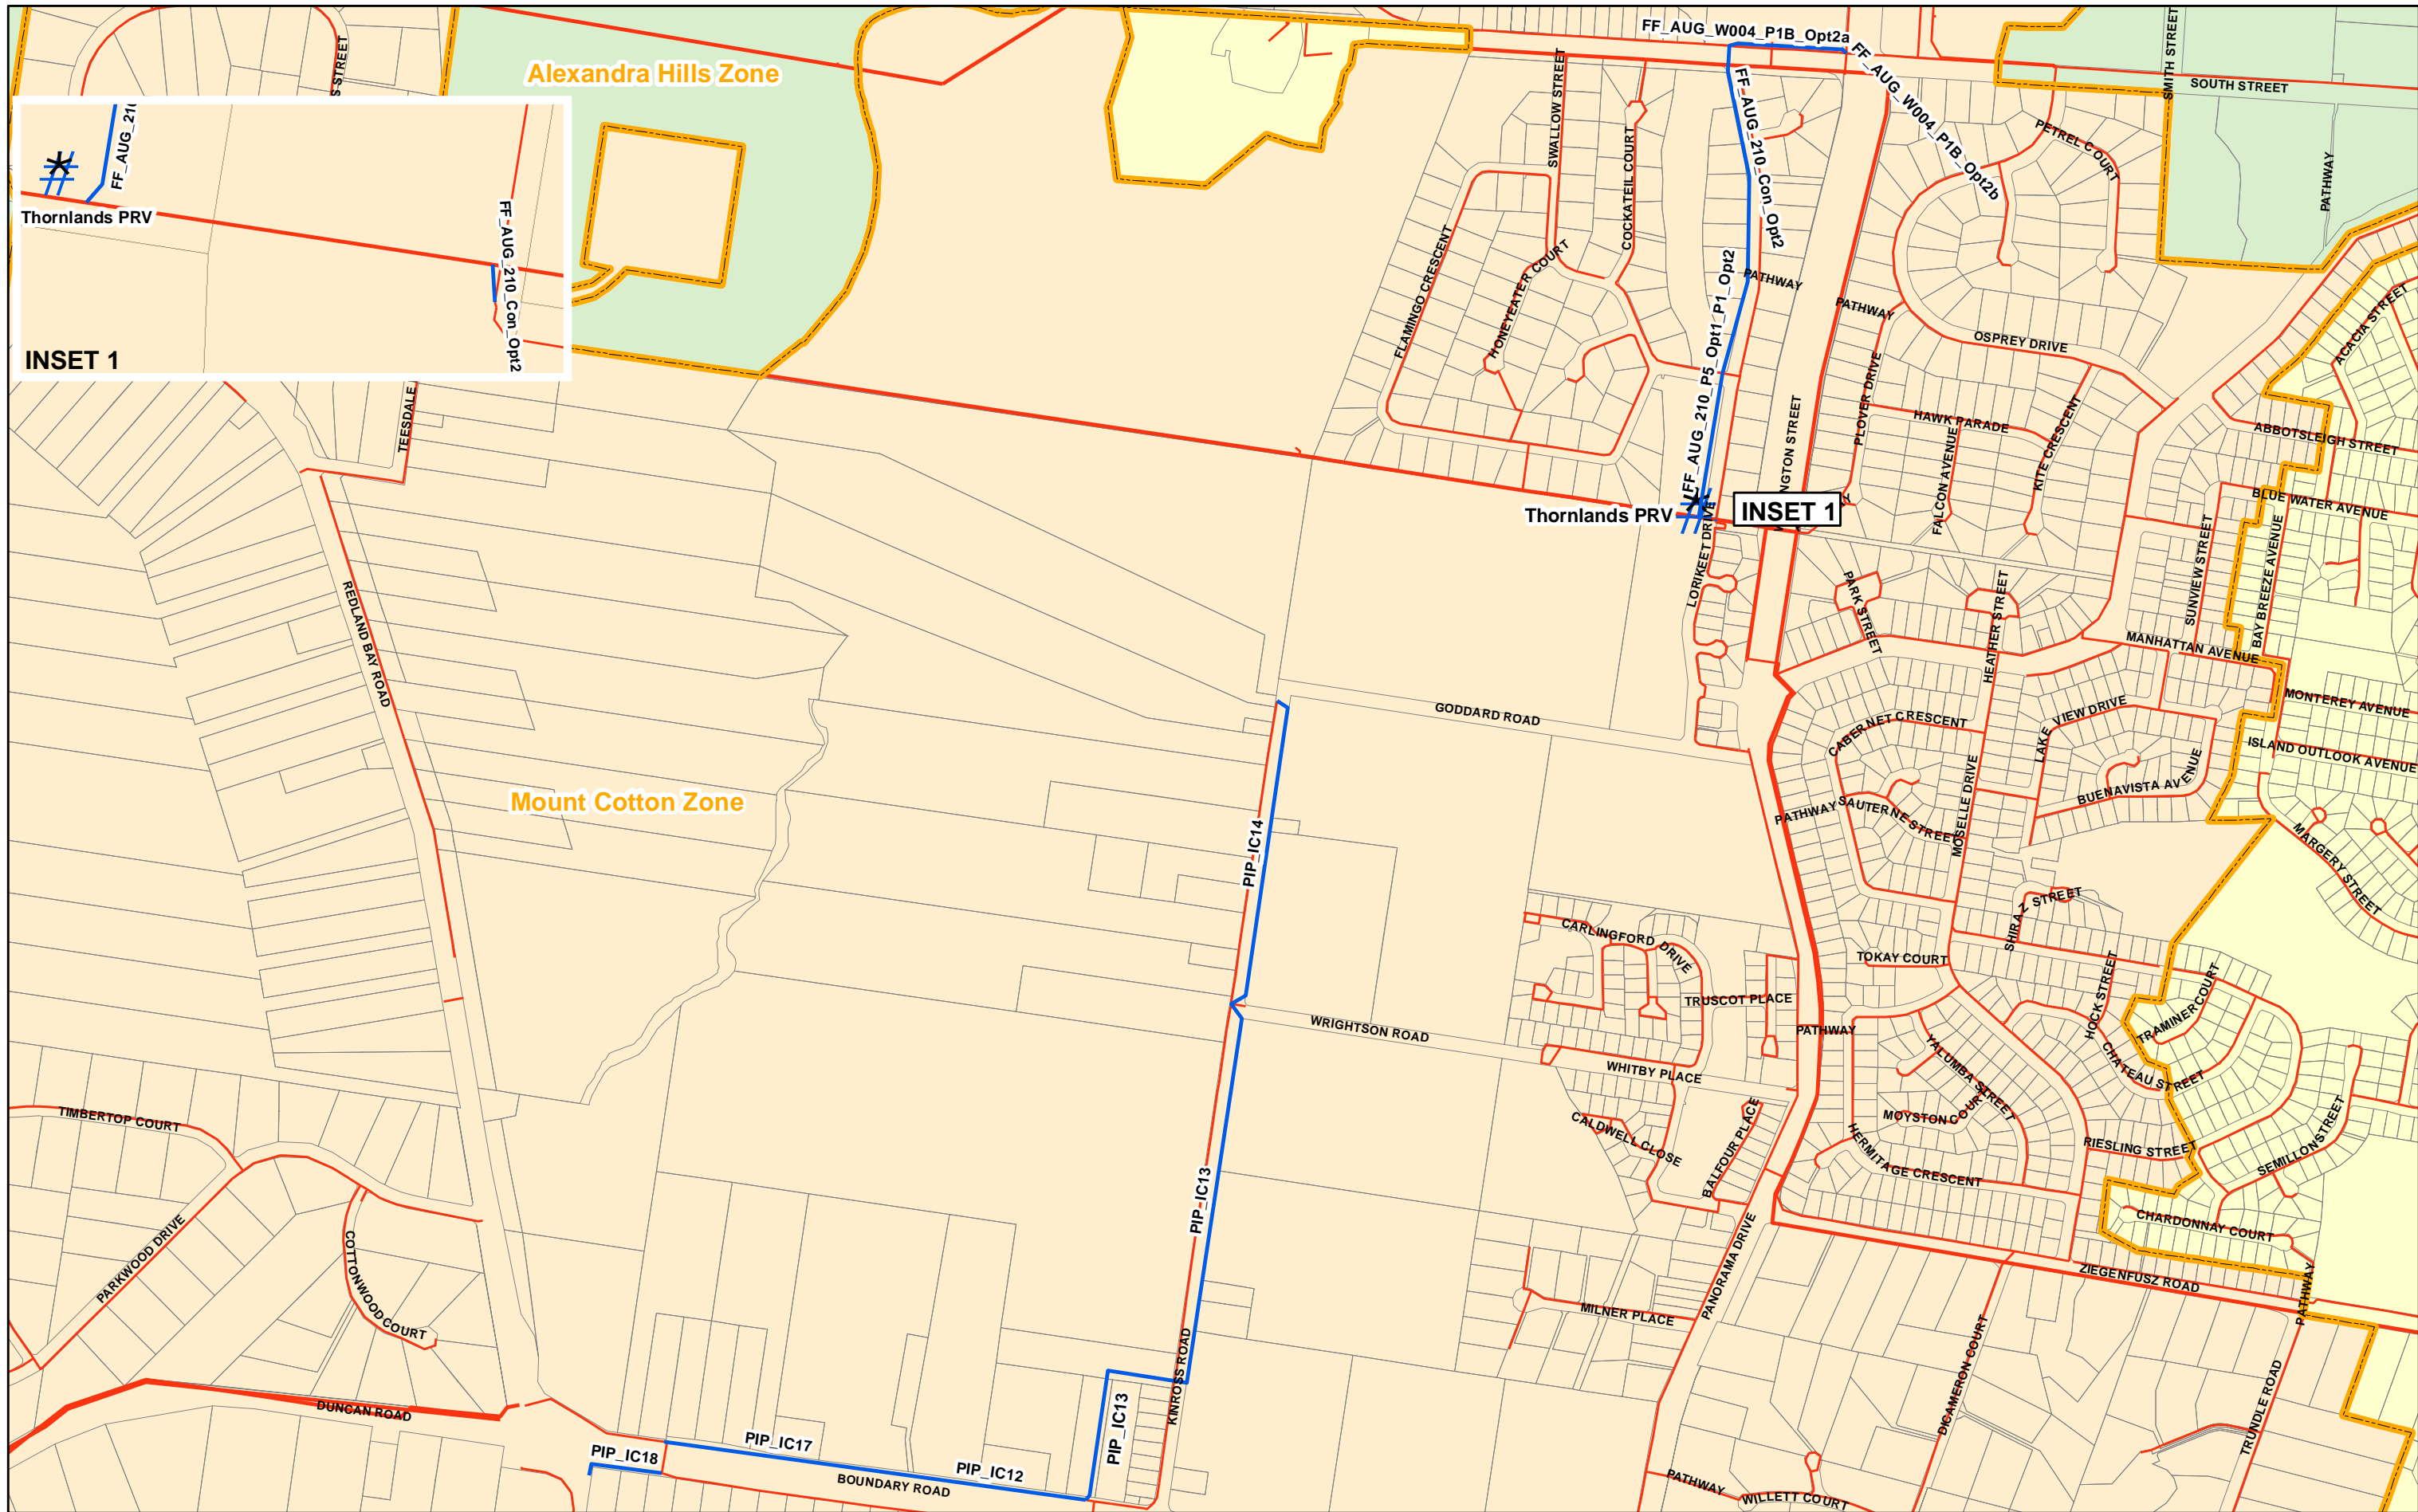 FF_AUG_W004_P1B_Opt2a
FF_AUG_W004_P1B_Opt2b
SMITH STREET
SOUTH STREET
Alexandra Hills Zone
S STREET
FF_AUG_210
Thornlands PRV
FF_AUG_210_Con_Opt2
INSET 1
SWALLOW STREET
COCKATEIL COURT
FF_AUG_210_Con_Opt2
PETREL COURT
PATHWAY
FLAMINGO CRESCENT
HONEYEATER COURT
FF_AUG_210_P5_Opt1_P1_Opt2
PATHWAY
PATHWAY
OSPREY DRIVE
ACACIA STREET
PLOVER DRIVE
HAWK PARADE
FALCON AVENUE
KITE CRESCENT
ABBOTSLEIGH STREET
TEESDALE
NGTON STREET
BLUE WATER AVENUE
Thornlands PRV
INSET 1
LORIKEET DRIVE
PARK STREET
HEATHER STREET
SUNVIEW STREET
BAY BREEZE AVENUE
MANHATTAN AVENUE
REDLAND BAY ROAD
GODDARD ROAD
CABERNET CRESCENT
LAKE VIEW DRIVE
MONTEREY AVENUE
ISLAND OUTLOOK AVENUE
Mount Cotton Zone
PATHWAY
SAUTERNE STREET
MOSELLE DRIVE
BUENAVISTA AVENUE
MARGERY STREET
PIP_IC14
CARLINGFORD DRIVE
SHIRAZ STREET
TOKAY COURT
TRUSCOT PLACE
HOCK STREET
TRAMINER COURT
WRIGHTSON ROAD
PATHWAY
WHITBY PLACE
YALUMBA STREET
CHATEAU STREET
TIMBERTOP COURT
CALDWELL CLOSE
BALFOUR PLACE
MOYSTON COURT
HERMITAGE CRESCENT
RIESLING STREET
SEMILLON STREET
PIP_IC13
CHARDONNAY COURT
PARKWOOD DRIVE
COTTONWOOD COURT
PANORAMA DRIVE
ZIEGENFUSZ ROAD
PATHWAY
MILNER PLACE
KINROSS ROAD
DICAMERON COURT
TRUNDLE ROAD
DUNCAN ROAD
PIP_IC13
PIP_IC17
PIP_IC18
PIP_IC12
BOUNDARY ROAD
PATHWAY
WILLETT COURT